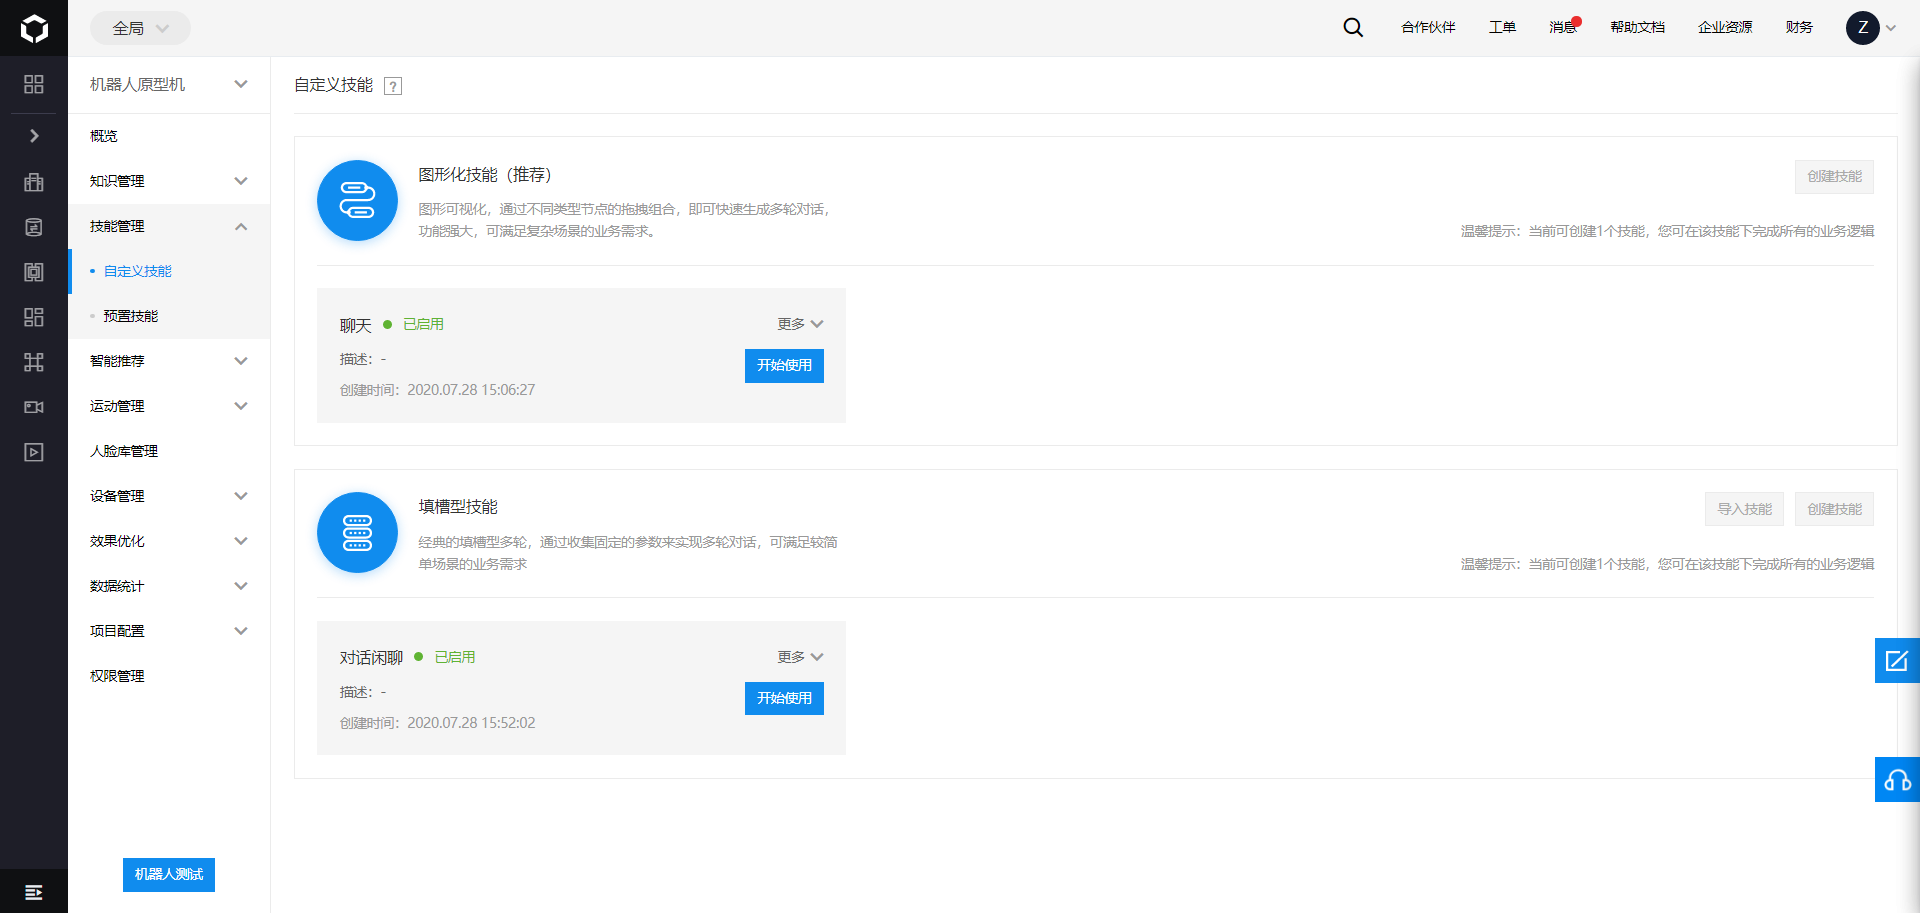 全局
合作伙伴
工单
消息
帮助文档
企业资源
财务
Z
机器人原型机
概览
知识管理
技能管理
自定义技能
预置技能
智能推荐
运动管理
人脸库管理
设备管理
效果优化
数据统计
项目配置
权限管理
机器人测试
自定义技能 ?
图形化技能（推荐）
创建技能
图形可视化，通过不同类型节点的拖拽组合，即可快速生成多轮对话，
功能强大，可满足复杂场景的业务需求。
温馨提示：当前可创建1个技能，您可在该技能下完成所有的业务逻辑
聊天 已启用
更多
描述：-
开始使用
创建时间：2020.07.28 15:06:27
填槽型技能
导入技能
创建技能
经典的填槽型多轮，通过收集固定的参数来实现多轮对话，可满足较简
单场景的业务需求
温馨提示：当前可创建1个技能，您可在该技能下完成所有的业务逻辑
对话闲聊 已启用
更多
描述：-
开始使用
创建时间：2020.07.28 15:52:02